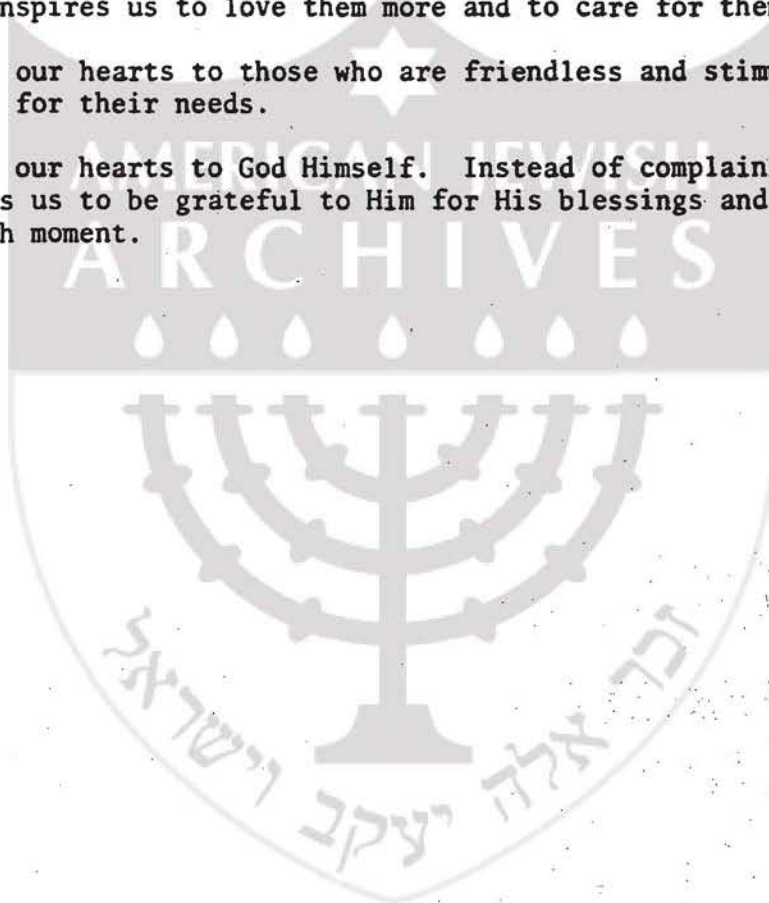 nspires us to love them more and to care for the
our hearts to those who are friendless and stim
for their needs.
our hearts to God Himself. Instead of complain
s us to be grateful to Him for His blessings and
h moment.
AMERICAN JEWISH
ARCHIVES
זכר אלה יעקב וישראל